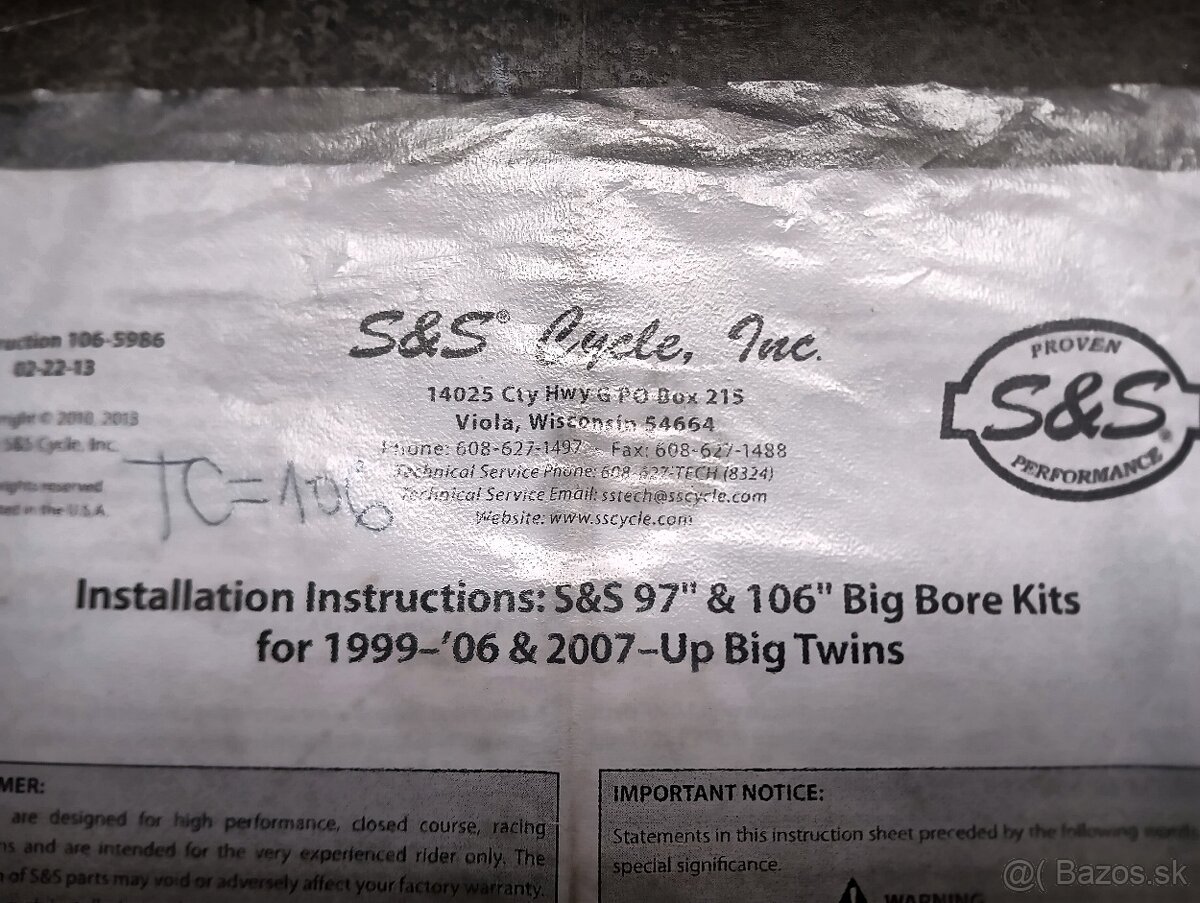 S&S® Cycle, Inc.
14025 Cty Hwy G PO Box 215
Viola, Wisconsin 54664
Phone: 608-627-1497 Fax: 608-627-1488
Technical Service Phone: 608-627-TECH (8324)
Technical Service Email: sstech@sscycle.com
Website: www.sscycle.com
ruction 106-5986
02-22-13
right © 2010, 2013
S&S Cycle, Inc.
rights reserved
ed in the U.S.A.
TC=106
PROVEN
S&S®
PERFORMANCE
Installation Instructions: S&S 97" & 106" Big Bore Kits
for 1999–'06 & 2007–Up Big Twins
MER:
are designed for high performance, closed course, racing
ns and are intended for the very experienced rider only. The
n of S&S parts may void or adversely affect your factory warranty.
IMPORTANT NOTICE:
Statements in this instruction sheet preceded by the following words
special significance.
WARNING
@( Bazos.sk